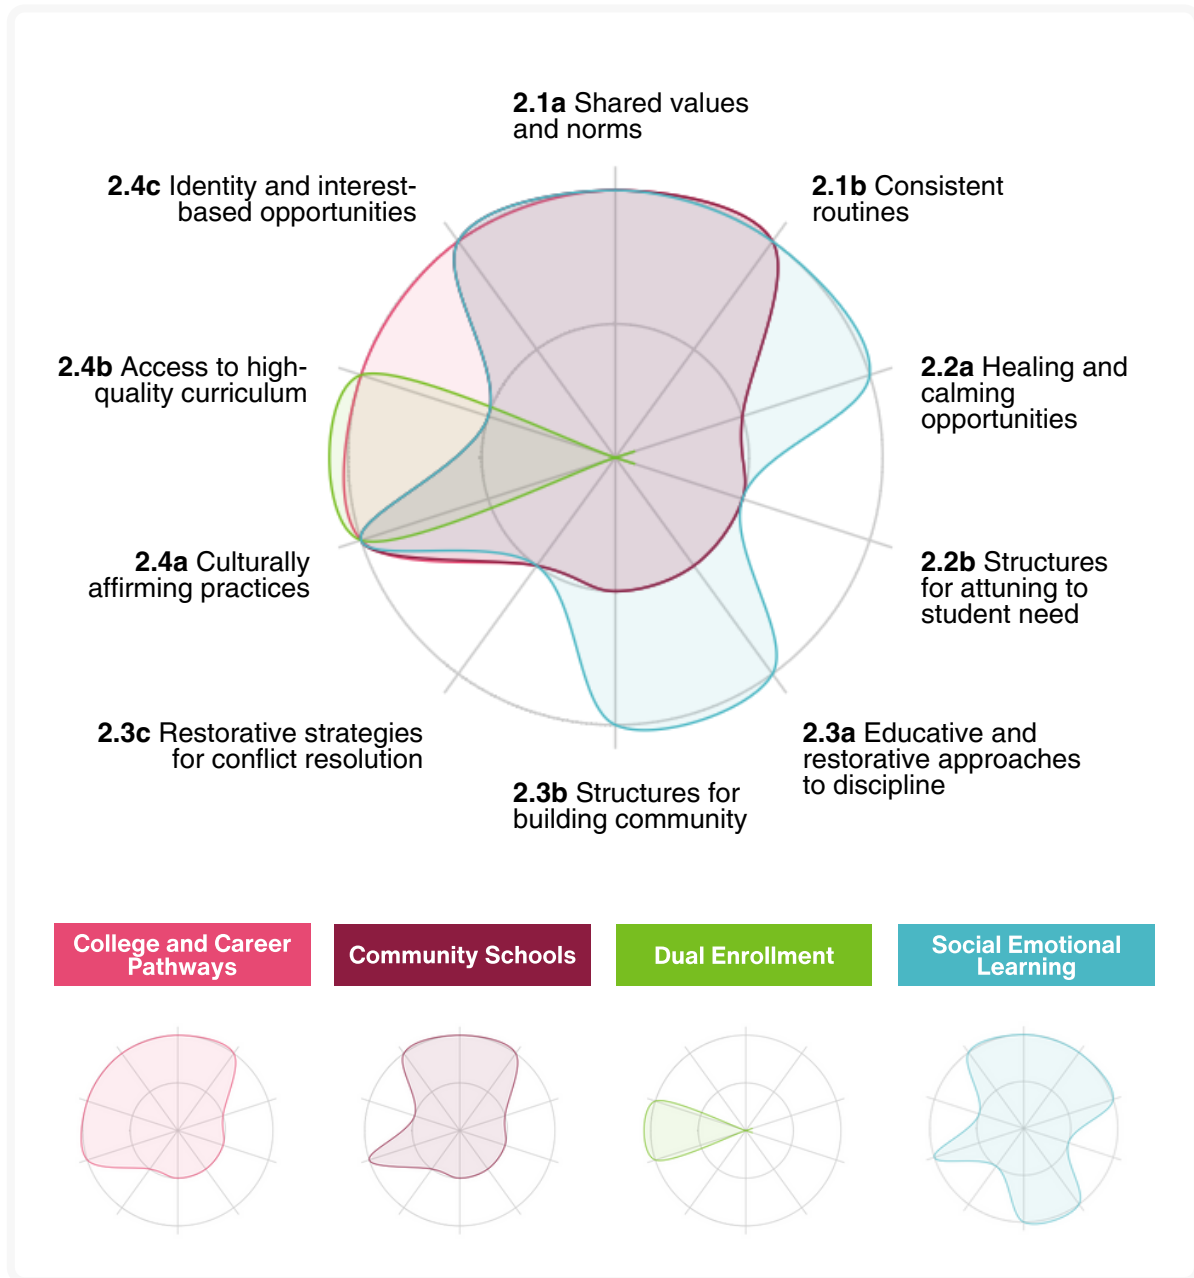 2.1a Shared values
and norms
2.4c Identity and interest-
based opportunities
2.1b Consistent
routines
2.4b Access to high-
quality curriculum
2.2a Healing and
calming
opportunities
2.4a Culturally
affirming practices
2.2b Structures
for attuning to
student need
2.3c Restorative strategies
for conflict resolution
2.3a Educative and
restorative approaches
to discipline
2.3b Structures for
building community
College and Career
Pathways
Community Schools
Dual Enrollment
Social Emotional
Learning